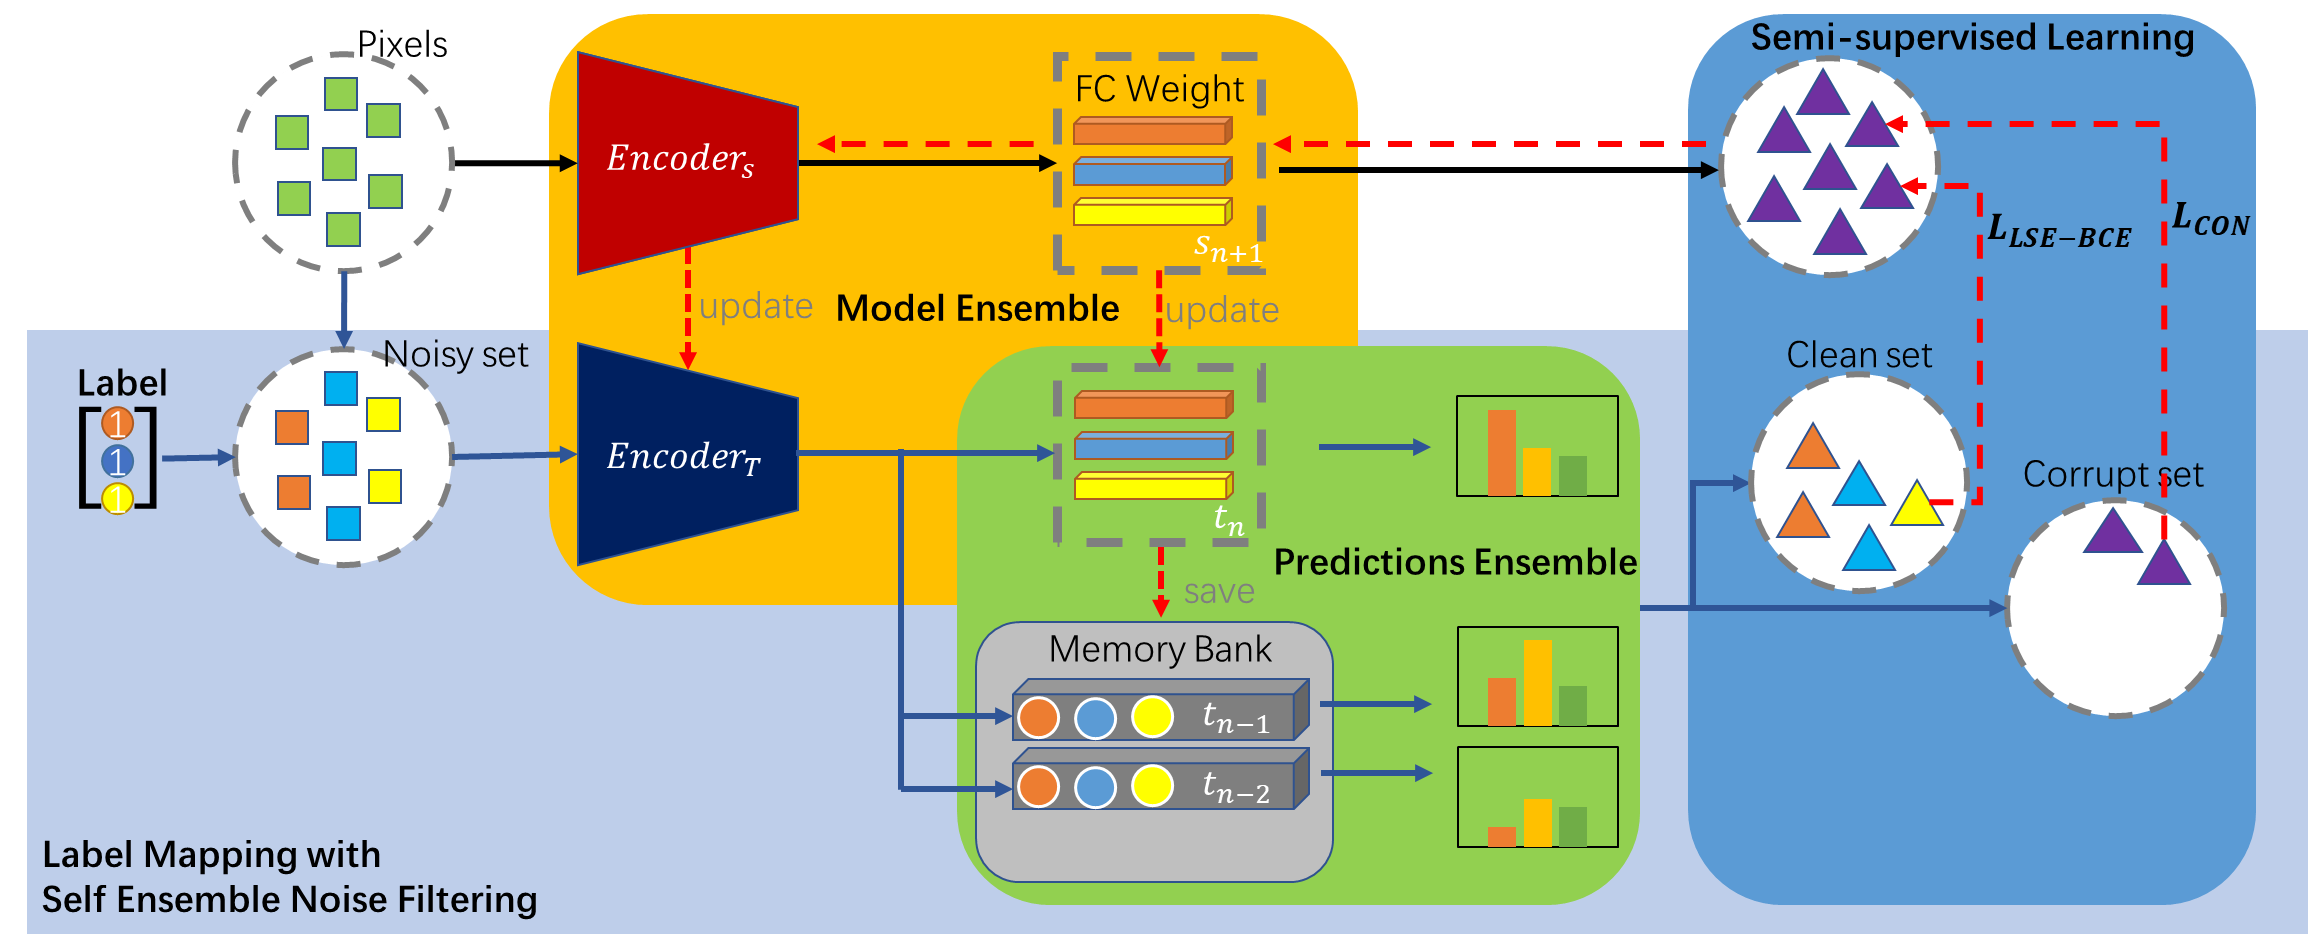 Pixels
Semi-supervised Learning
FC Weight
Encoder_S
s_{n+1}
L_{LSE-BCE}
L_{CON}
update
Model Ensemble
update
Noisy set
Clean set
Label
1
1
1
Encoder_T
t_n
Corrupt set
Predictions Ensemble
save
Memory Bank
t_{n-1}
t_{n-2}
Label Mapping with
Self Ensemble Noise Filtering